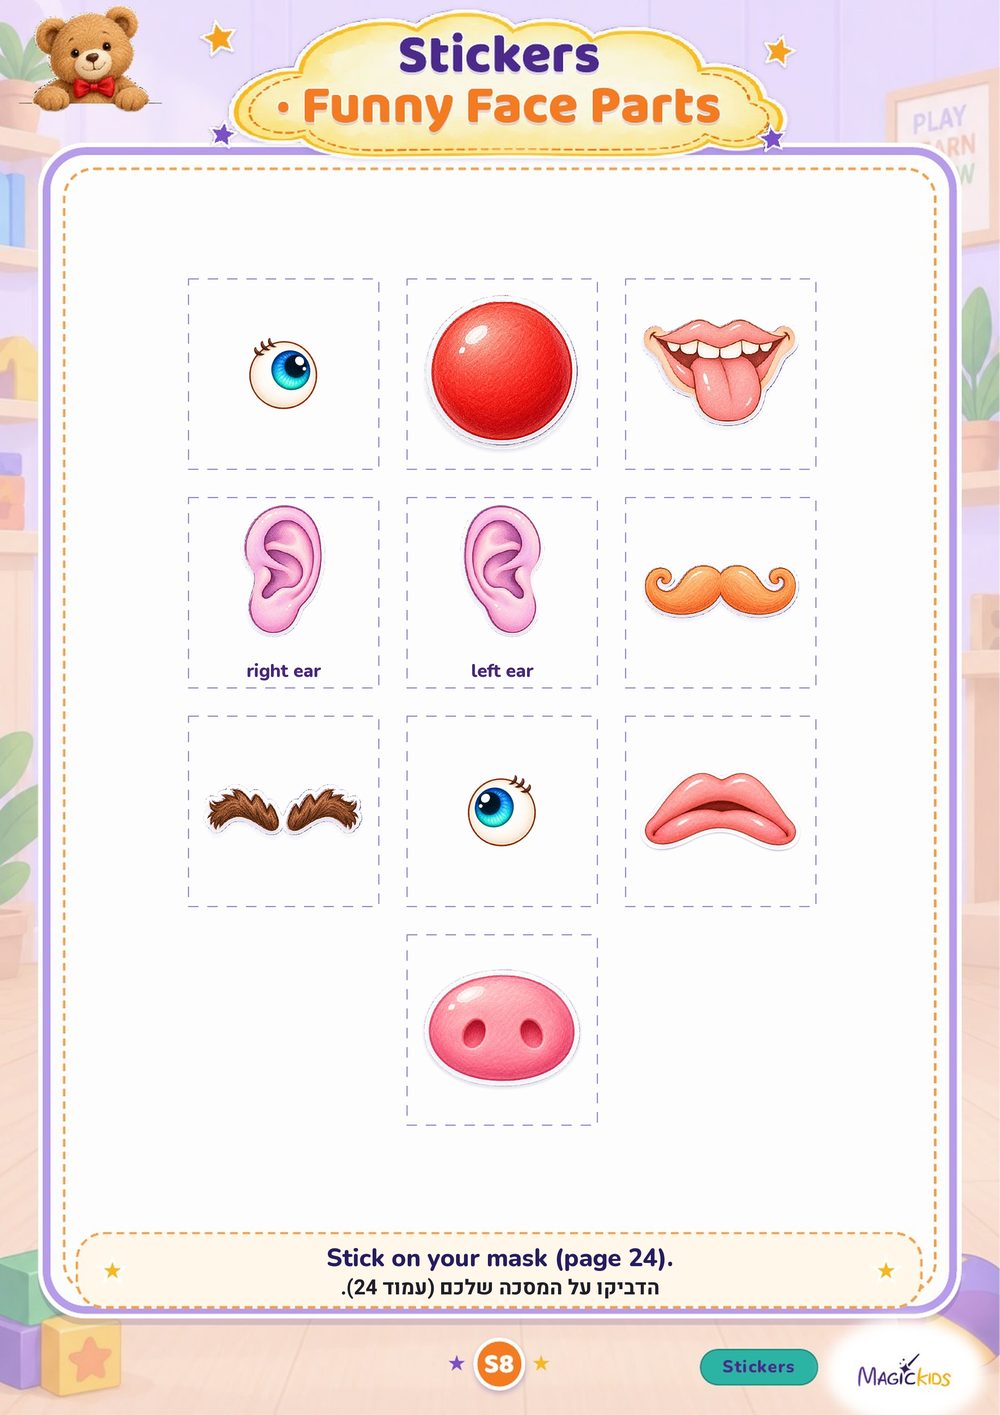 Stickers
• Funny Face Parts
PLAY
right ear
left ear
Stick on your mask (page 24).
הדביקו על המסכה שלכם (עמוד 24).
S8
Stickers
MAGICKIDS